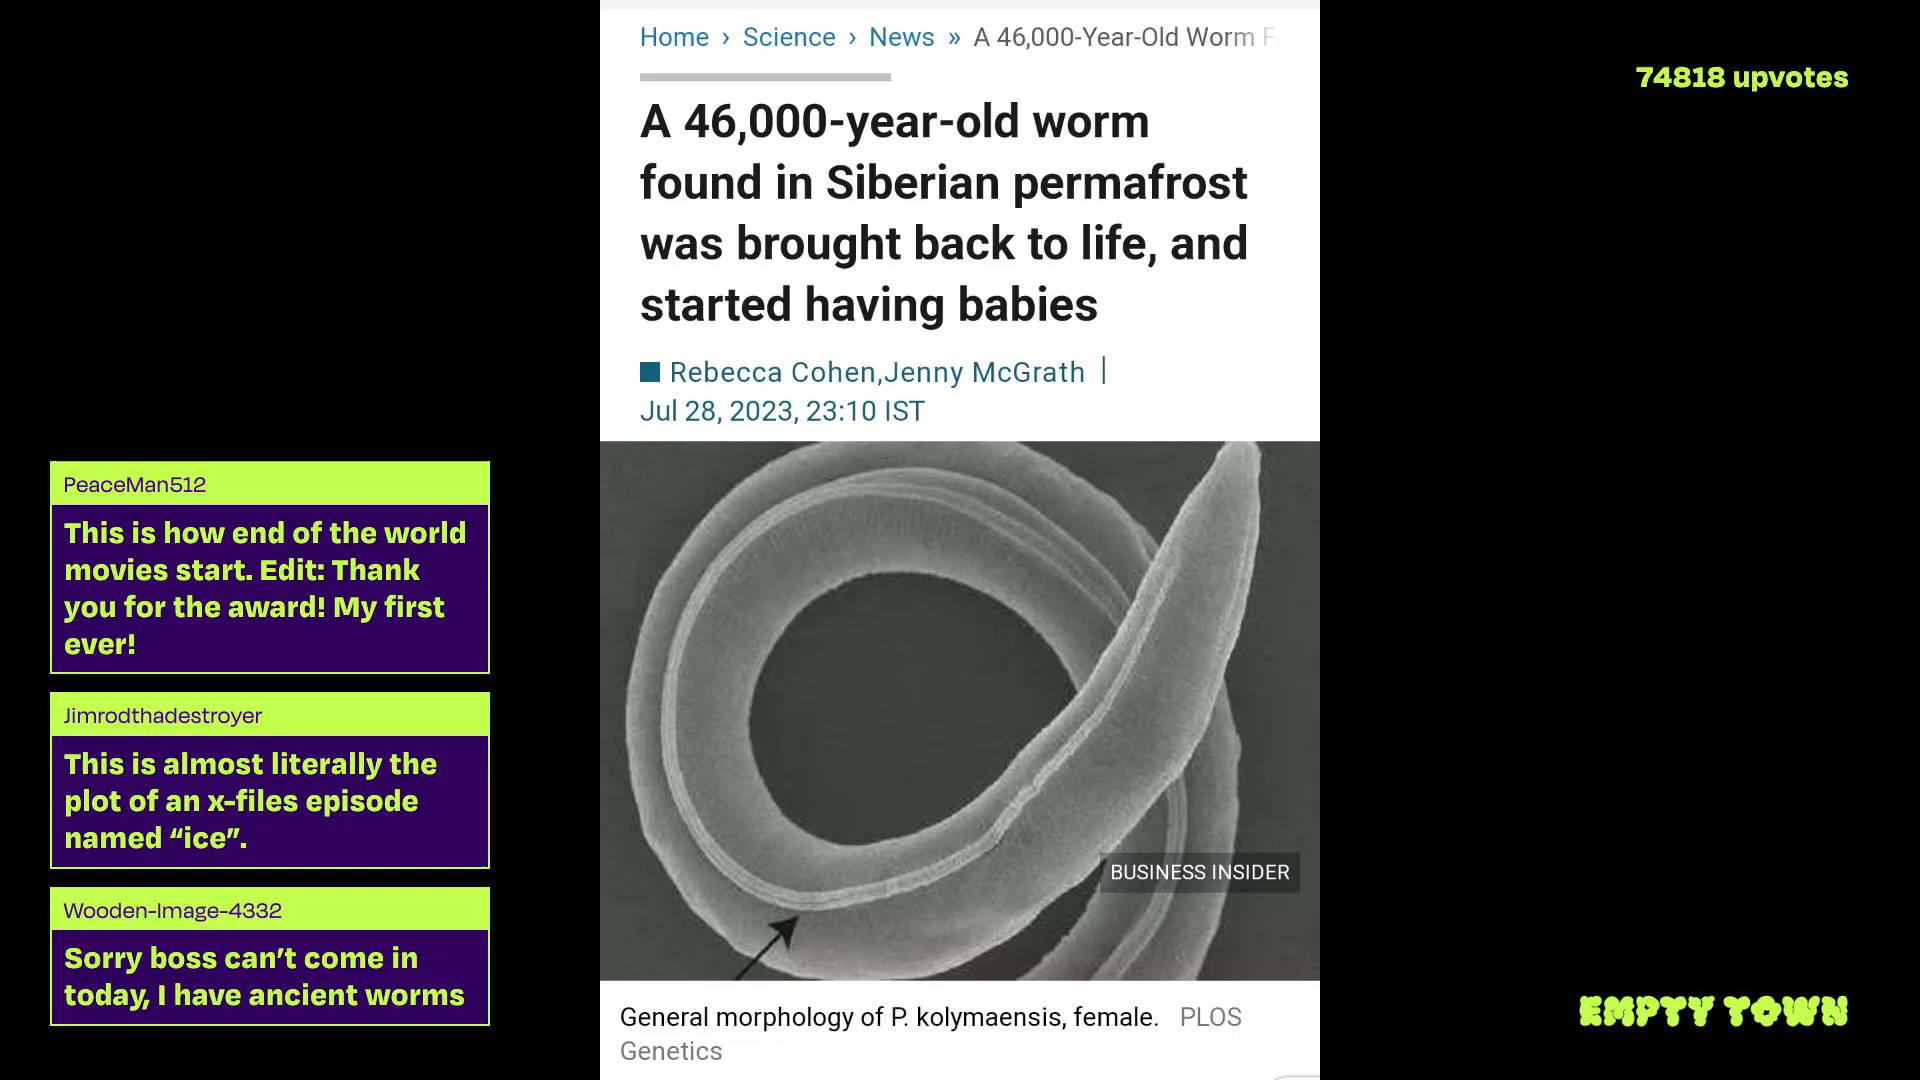 Home › Science › News » A 46,000-Year-Old Worm
74818 upvotes
A 46,000-year-old worm
found in Siberian permafrost
was brought back to life, and
started having babies
Rebecca Cohen,Jenny McGrath |
Jul 28, 2023, 23:10 IST
PeaceMan512
This is how end of the world
movies start. Edit: Thank
you for the award! My first
ever!
Jimrodthadestroyer
This is almost literally the
plot of an x-files episode
named “ice”.
Wooden-Image-4332
Sorry boss can’t come in
today, I have ancient worms
BUSINESS INSIDER
General morphology of P. kolymaensis, female. PLOS
Genetics
EMPTY TOWN